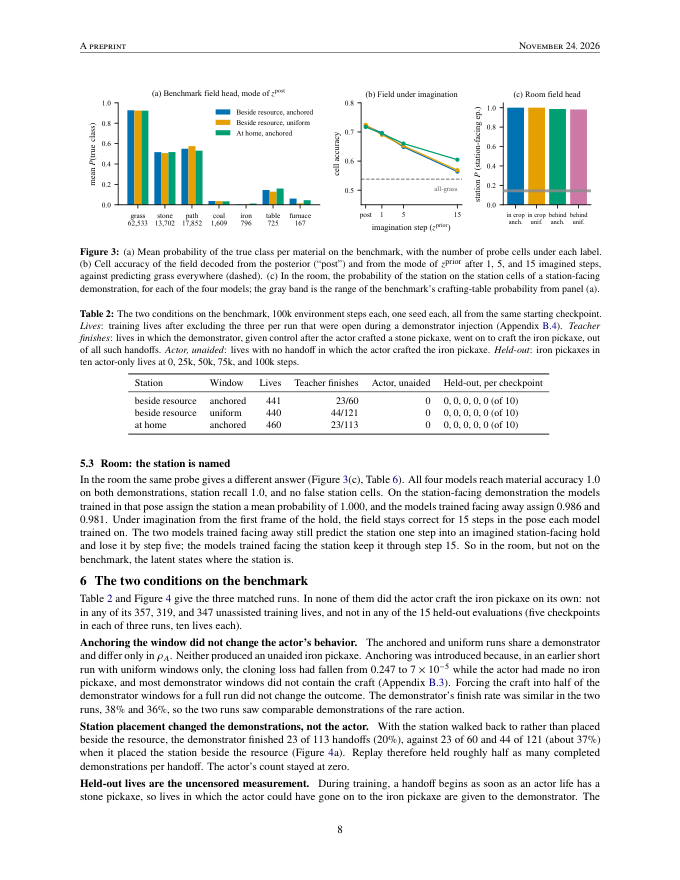 A PREPRINT
NOVEMBER 24, 2026
(a) Benchmark field head, mode of z^post
mean P(true class)
1.0
0.8
0.6
0.4
0.2
0.0
Beside resource, anchored
Beside resource, uniform
At home, anchored
grass stone path coal iron table furnace
62,533 13,702 17,852 1,609 796 725 167
(b) Field under imagination
cell accuracy
0.8
0.7
0.6
0.5
all-grass
post 1 5 15
imagination step (z^prior)
(c) Room field head
station P (station-facing ep.)
1.0
0.8
0.6
0.4
0.2
0.0
in crop in crop behind behind
anch. unif. anch. unif.
Figure 3: (a) Mean probability of the true class per material on the benchmark, with the number of probe cells under each label.
(b) Cell accuracy of the field decoded from the posterior (“post”) and from the mode of z^prior after 1, 5, and 15 imagined steps,
against predicting grass everywhere (dashed). (c) In the room, the probability of the station on the station cells of a station-facing
demonstration, for each of the four models; the gray band is the range of the benchmark’s crafting-table probability from panel (a).
Table 2: The two conditions on the benchmark, 100k environment steps each, one seed each, all from the same starting checkpoint.
Lives: training lives after excluding the three per run that were open during a demonstrator injection (Appendix B.4). Teacher
finishes: lives in which the demonstrator, given control after the actor crafted a stone pickaxe, went on to craft the iron pickaxe, out
of all such handoffs. Actor, unaided: lives with no handoff in which the actor crafted the iron pickaxe. Held-out: iron pickaxes in
ten actor-only lives at 0, 25k, 50k, 75k, and 100k steps.
Station Window Lives Teacher finishes Actor, unaided Held-out, per checkpoint
beside resource anchored 441 23/60 0 0, 0, 0, 0, 0 (of 10)
beside resource uniform 440 44/121 0 0, 0, 0, 0, 0 (of 10)
at home anchored 460 23/113 0 0, 0, 0, 0, 0 (of 10)
5.3 Room: the station is named
In the room the same probe gives a different answer (Figure 3(c), Table 6). All four models reach material accuracy 1.0
on both demonstrations, station recall 1.0, and no false station cells. On the station-facing demonstration the models
trained in that pose assign the station a mean probability of 1.000, and the models trained facing away assign 0.986 and
0.981. Under imagination from the first frame of the hold, the field stays correct for 15 steps in the pose each model
trained on. The two models trained facing away still predict the station one step into an imagined station-facing hold
and lose it by step five; the models trained facing the station keep it through step 15. So in the room, but not on the
benchmark, the latent states where the station is.
6 The two conditions on the benchmark
Table 2 and Figure 4 give the three matched runs. In none of them did the actor craft the iron pickaxe on its own: not
in any of its 357, 319, and 347 unassisted training lives, and not in any of the 15 held-out evaluations (five checkpoints
in each of three runs, ten lives each).
Anchoring the window did not change the actor’s behavior. The anchored and uniform runs share a demonstrator
and differ only in ρ_A. Neither produced an unaided iron pickaxe. Anchoring was introduced because, in an earlier short
run with uniform windows only, the cloning loss had fallen from 0.247 to 7 × 10^−5 while the actor had made no iron
pickaxe, and most demonstrator windows did not contain the craft (Appendix B.3). Forcing the craft into half of the
demonstrator windows for a full run did not change the outcome. The demonstrator’s finish rate was similar in the two
runs, 38% and 36%, so the two runs saw comparable demonstrations of the rare action.
Station placement changed the demonstrations, not the actor. With the station walked back to rather than placed
beside the resource, the demonstrator finished 23 of 113 handoffs (20%), against 23 of 60 and 44 of 121 (about 37%)
when it placed the station beside the resource (Figure 4a). Replay therefore held roughly half as many completed
demonstrations per handoff. The actor’s count stayed at zero.
Held-out lives are the uncensored measurement. During training, a handoff begins as soon as an actor life has a
stone pickaxe, so lives in which the actor could have gone on to the iron pickaxe are given to the demonstrator. The
8